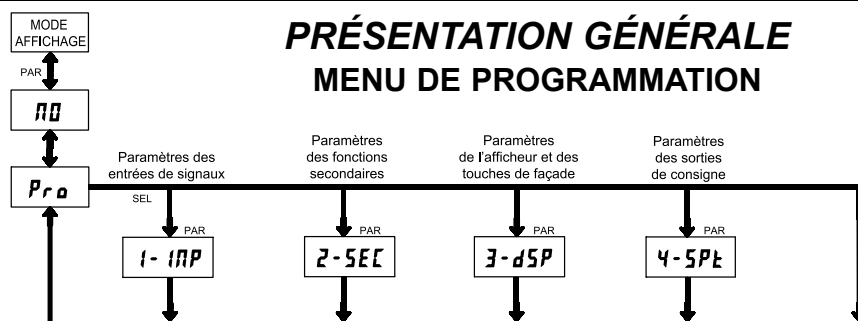 MODE
AFFICHAGE
PRÉSENTATION GÉNÉRALE
MENU DE PROGRAMMATION
PAR
NO
Pro
Paramètres des
entrées de signaux
Paramètres
des fonctions
secondaires
Paramètres
de l'afficheur et des
touches de façade
Paramètres
des sorties
de consigne
SEL
PAR
PAR
PAR
PAR
1-INP
2-SEC
3-dSP
4-SPt